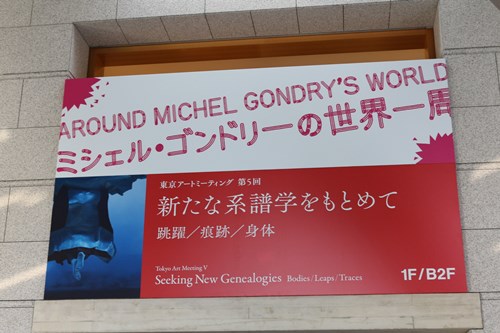 AROUND MICHEL GONDRY'S WORLD
ミシェル・ゴンドリーの世界一周
東京アートミーティング 第5回
新たな系譜学をもとめて
跳躍／痕跡／身体
Tokyo Art Meeting V
Seeking New Genealogies Bodies / Leaps / Traces
1F/B2F